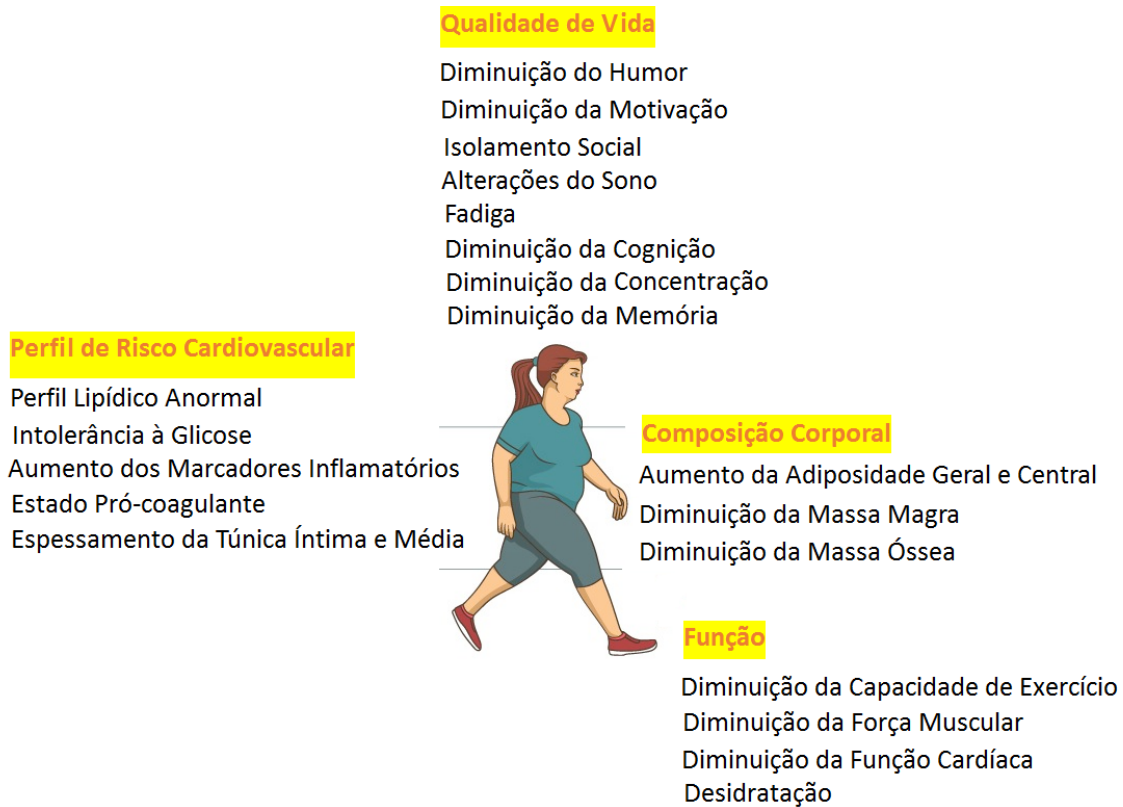 Qualidade de Vida
Diminuição do Humor
Diminuição da Motivação
Isolamento Social
Alterações do Sono
Fadiga
Diminuição da Cognição
Diminuição da Concentração
Diminuição da Memória
Perfil de Risco Cardiovascular
Perfil Lipídico Anormal
Intolerância à Glicose
Aumento dos Marcadores Inflamatórios
Estado Pró-coagulante
Espessamento da Túnica Íntima e Média
Composição Corporal
Aumento da Adiposidade Geral e Central
Diminuição da Massa Magra
Diminuição da Massa Óssea
Função
Diminuição da Capacidade de Exercício
Diminuição da Força Muscular
Diminuição da Função Cardíaca
Desidratação